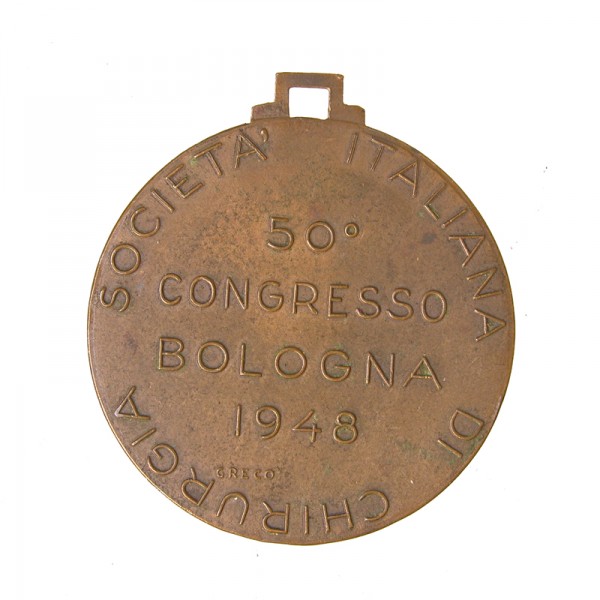 SOCIETA' ITALIANA DI CHIRURGIA
50°
CONGRESSO
BOLOGNA
1948
GRECO